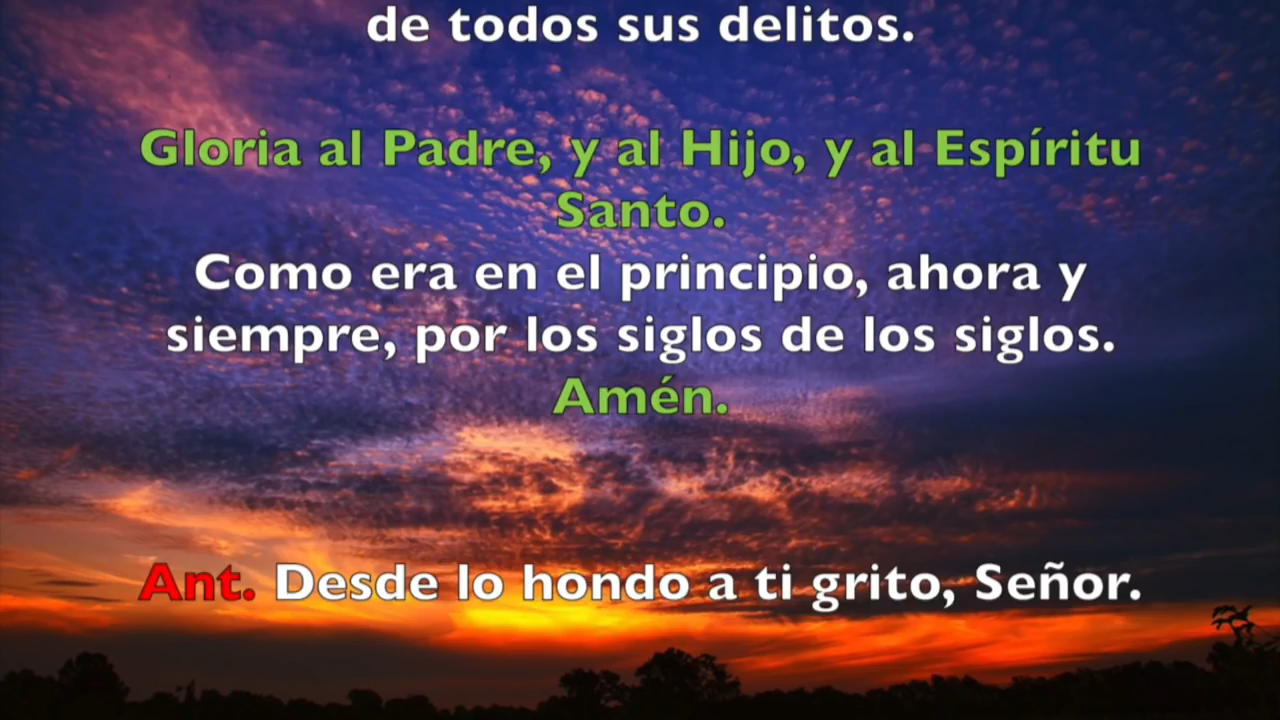 de todos sus delitos.
Gloria al Padre, y al Hijo, y al Espíritu
Santo.
Como era en el principio, ahora y
siempre, por los siglos de los siglos.
Amén.
Ant. Desde lo hondo a ti grito, Señor.